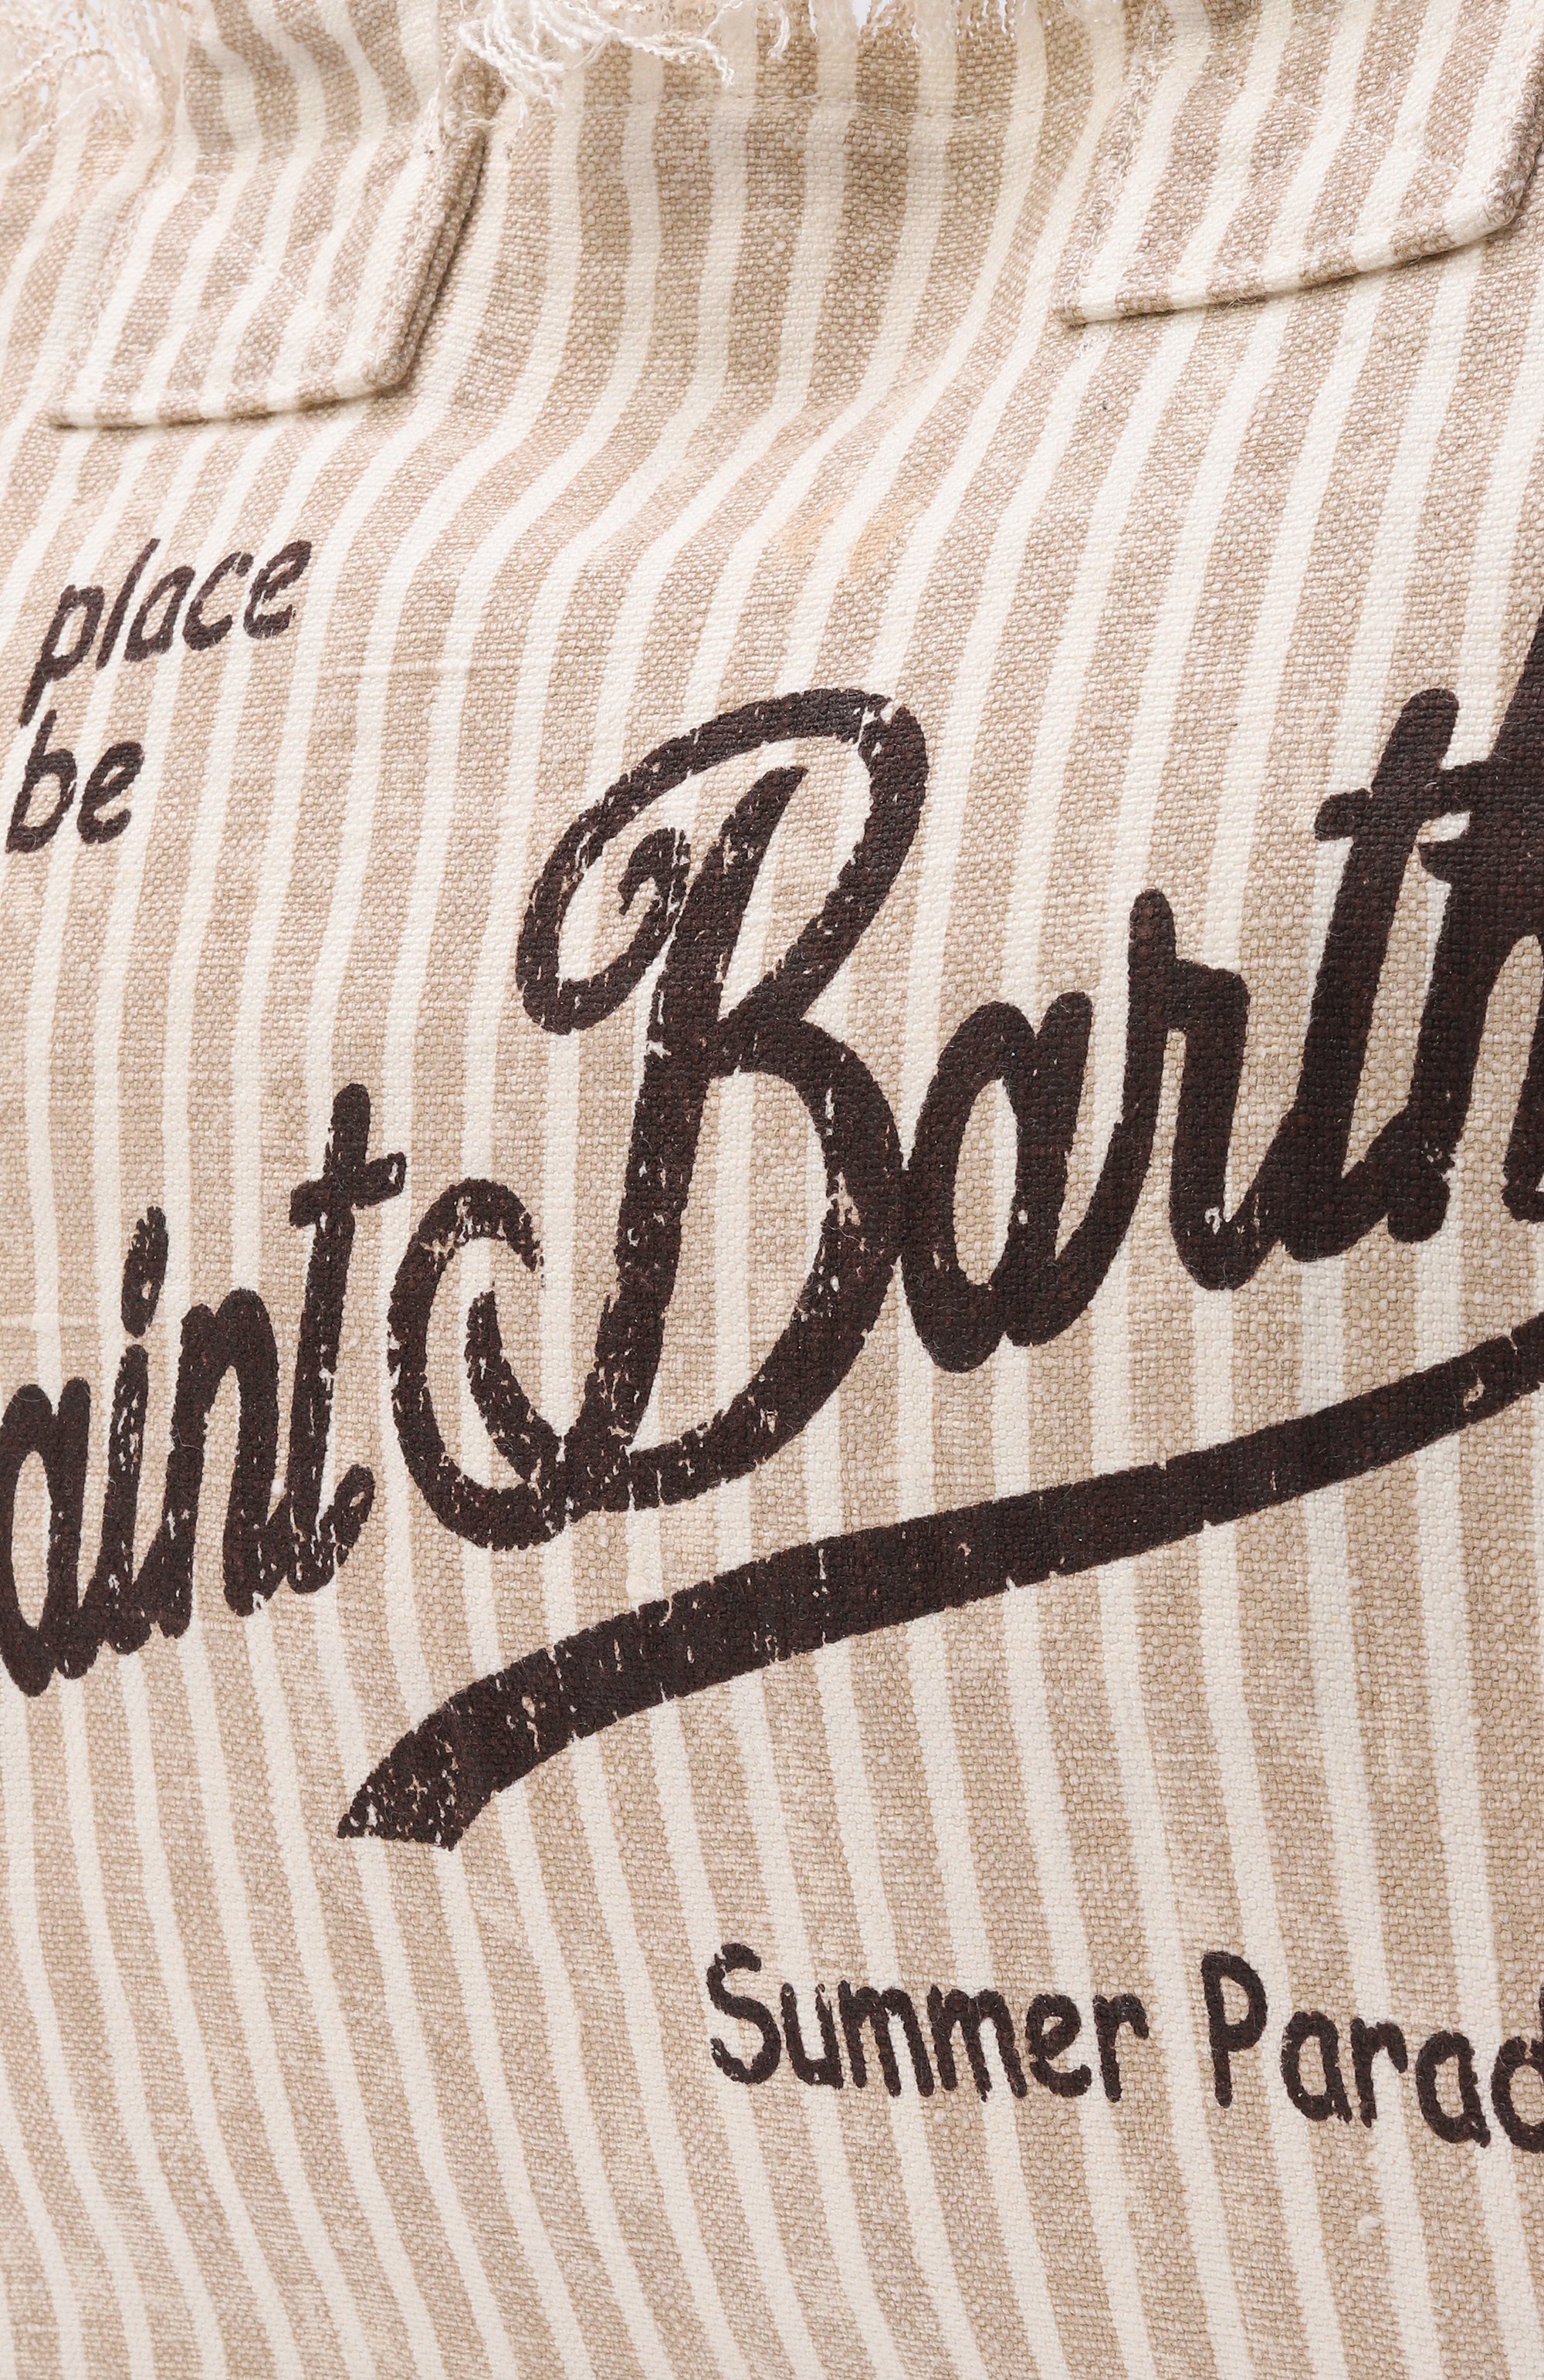 place
be
aint Barth
Summer Parad